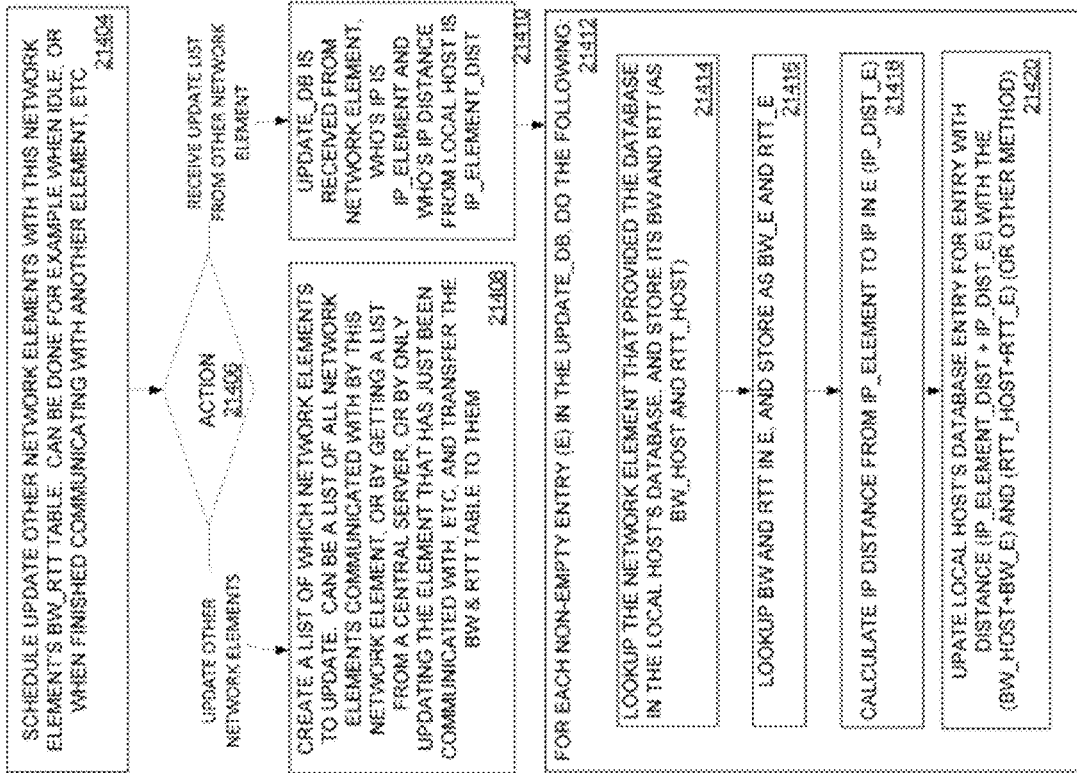 SCHEDULE UPDATE OTHER NETWORK ELEMENTS WITH THIS NETWORK
ELEMENT'S BW_RTT TABLE. CAN BE DONE FOR EXAMPLE WHEN IDLE, OR
WHEN FINISHED COMMUNICATING WITH ANOTHER ELEMENT, ETC
21404
ACTION
21406
UPDATE OTHER
NETWORK ELEMENTS
RECEIVE UPDATE LIST
FROM OTHER NETWORK
ELEMENT
CREATE A LIST OF WHICH NETWORK ELEMENTS
TO UPDATE. CAN BE A LIST OF ALL NETWORK
ELEMENTS COMMUNICATED WITH BY THIS
NETWORK ELEMENT, OR BY GETTING A LIST
FROM A CENTRAL SERVER, OR BY ONLY
UPDATING THE ELEMENT THAT HAS JUST BEEN
COMMUNICATED WITH, ETC. AND TRANSFER THE
BW & RTT TABLE TO THEM
21408
UPDATE_DB IS
RECEIVED FROM
NETWORK ELEMENT,
WHO'S IP IS
IP_ELEMENT AND
WHO'S IP DISTANCE
FROM LOCAL HOST IS
IP_ELEMENT_DIST
21410
FOR EACH NON-EMPTY ENTRY (E) IN THE UPDATE_DB, DO THE FOLLOWING:
21412
LOOKUP THE NETWORK ELEMENT THAT PROVIDED THE DATABASE
IN THE LOCAL HOST'S DATABASE, AND STORE ITS BW AND RTT (AS
BW_HOST AND RTT_HOST)
21414
LOOKUP BW AND RTT IN E, AND STORE AS BW_E AND RTT_E
21416
CALCULATE IP DISTANCE FROM IP_ELEMENT TO IP IN E (IP_DIST_E)
21418
UPATE LOCAL HOST'S DATABASE ENTRY FOR ENTRY WITH
DISTANCE (IP_ELEMENT_DIST + IP_DIST_E) WITH THE
(BW_HOST+BW_E) AND (RTT_HOST+RTT_E) (OR OTHER METHOD)
21420